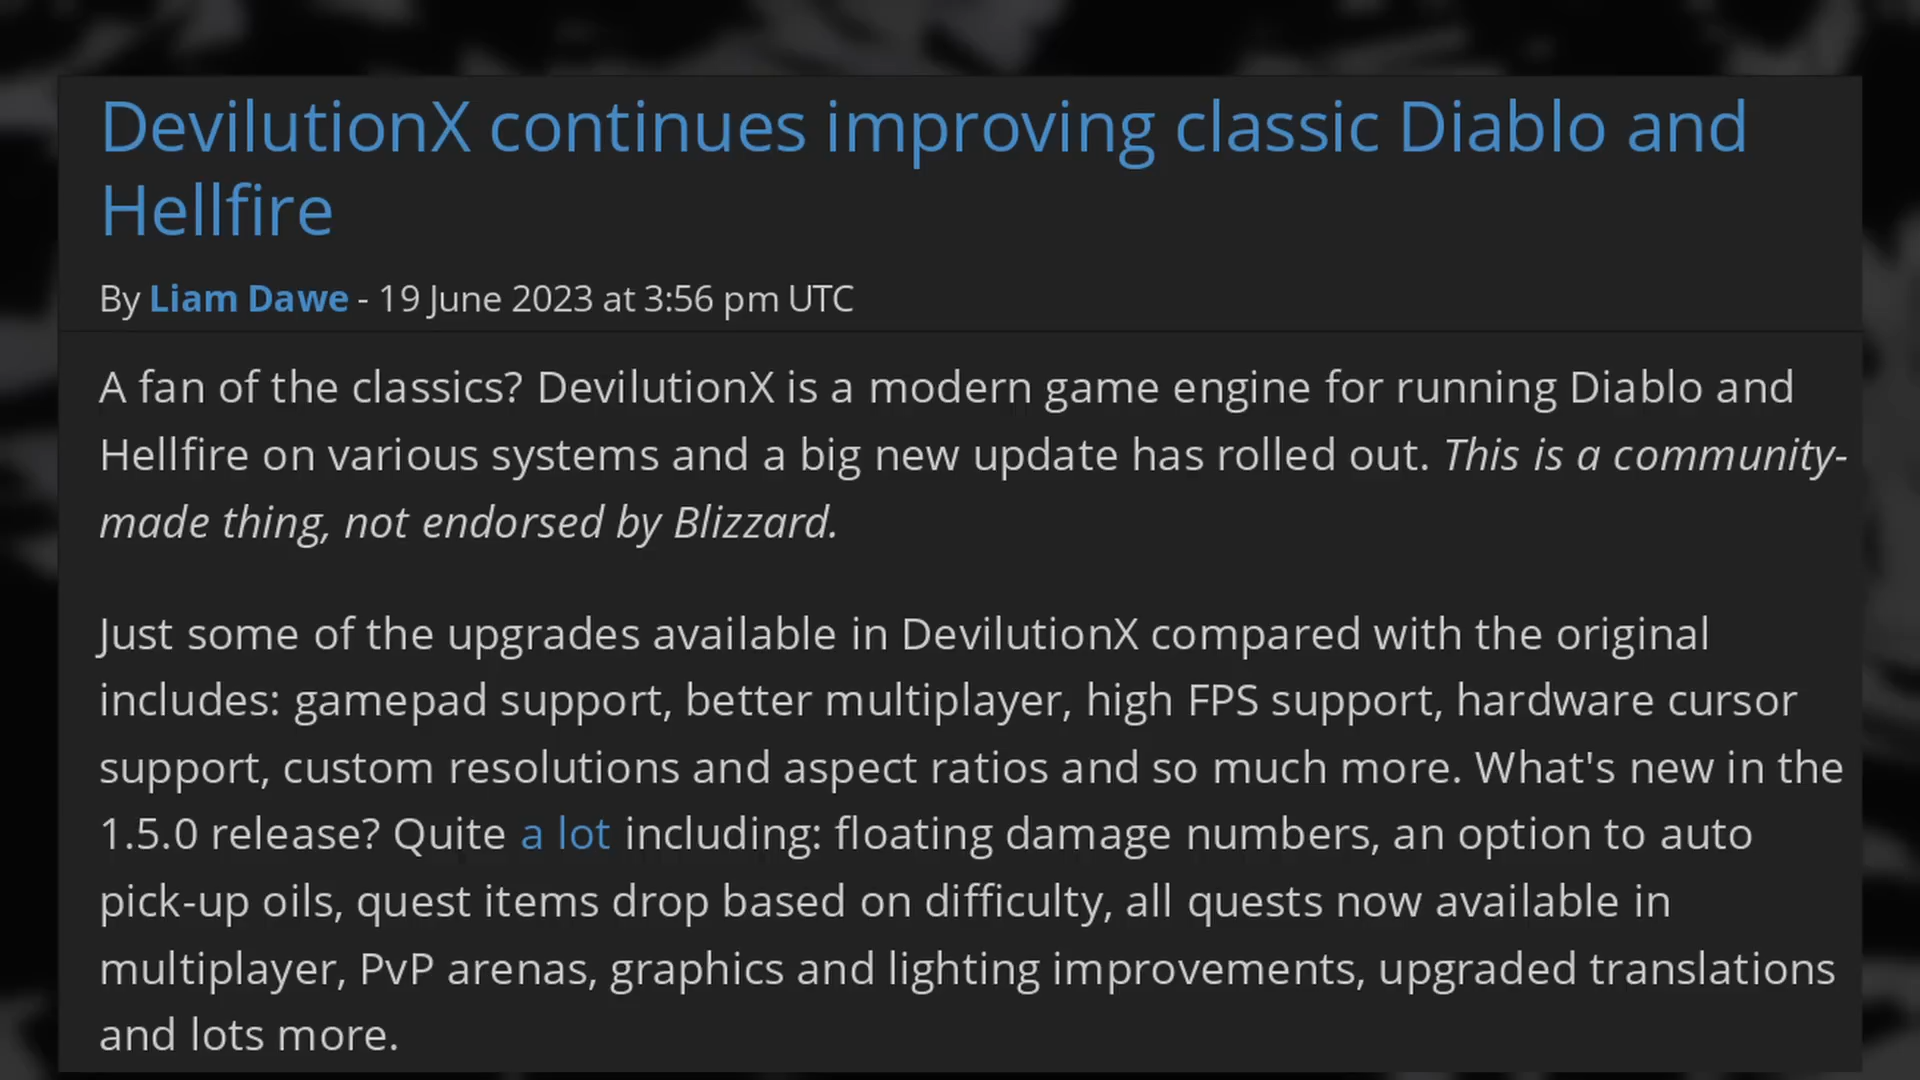 DevilutionX continues improving classic Diablo and
Hellfire
By Liam Dawe - 19 June 2023 at 3:56 pm UTC
A fan of the classics? DevilutionX is a modern game engine for running Diablo and
Hellfire on various systems and a big new update has rolled out. This is a community-
made thing, not endorsed by Blizzard.
Just some of the upgrades available in DevilutionX compared with the original
includes: gamepad support, better multiplayer, high FPS support, hardware cursor
support, custom resolutions and aspect ratios and so much more. What's new in the
1.5.0 release? Quite a lot including: floating damage numbers, an option to auto
pick-up oils, quest items drop based on difficulty, all quests now available in
multiplayer, PvP arenas, graphics and lighting improvements, upgraded translations
and lots more.